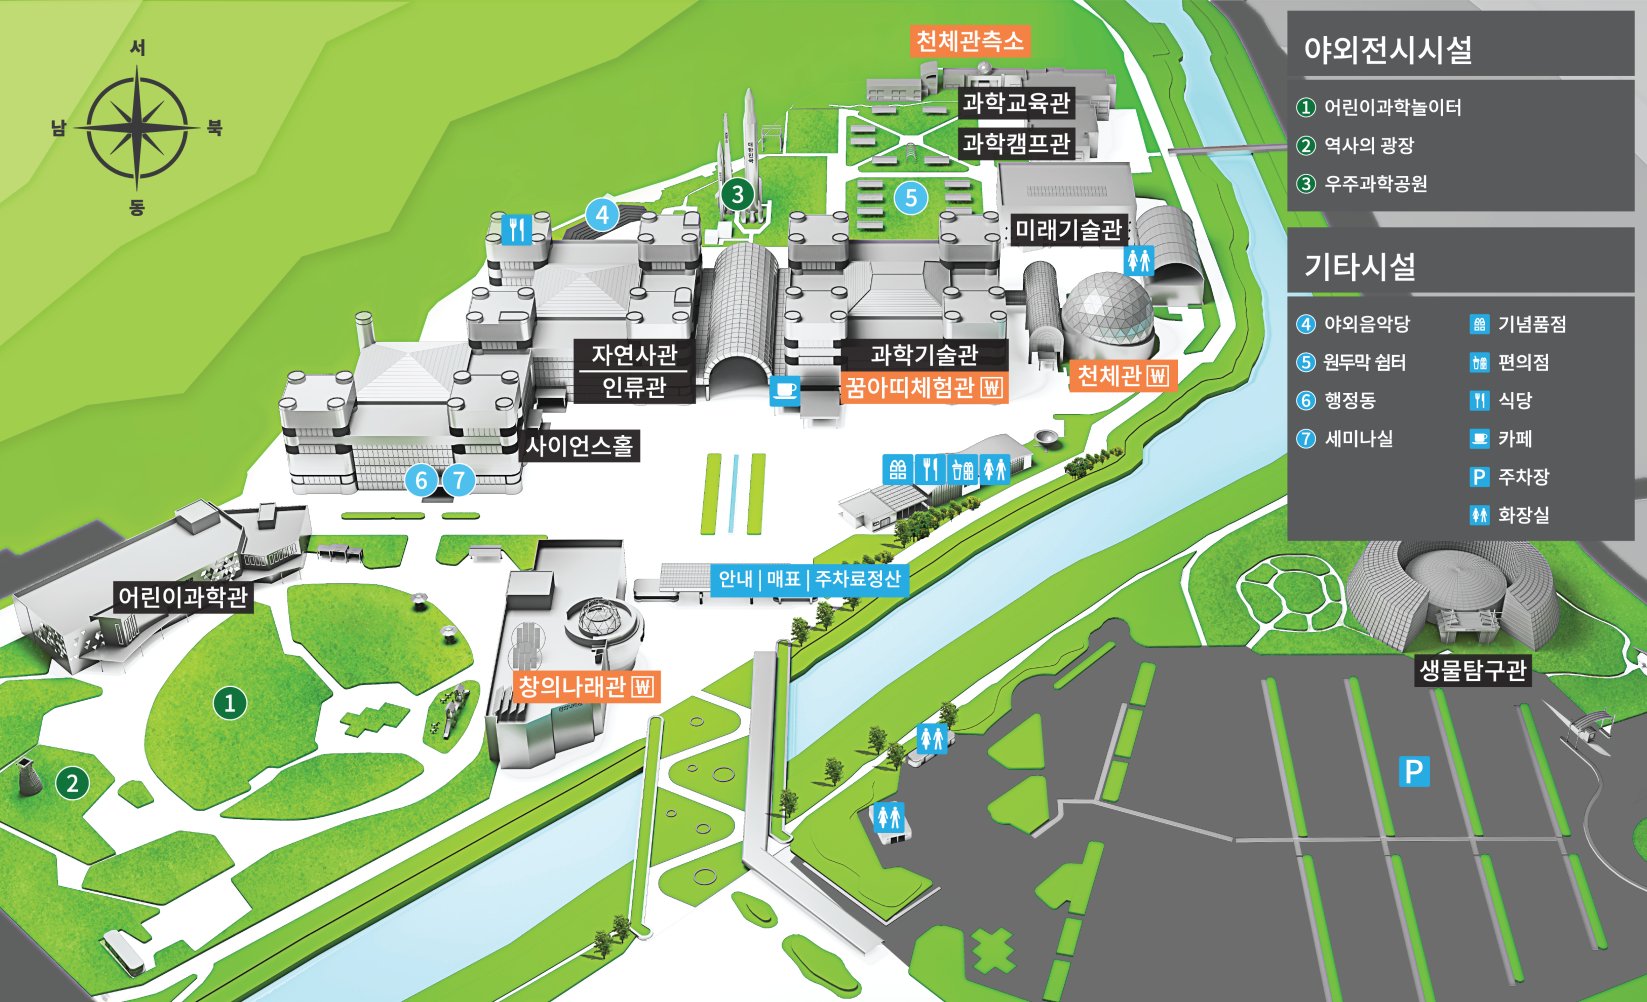 서
남
북
동
천체관측소
과학교육관
과학캠프관
3
4
5
미래기술관
자연사관
인류관
과학기술관
꿈아띠체험관 W
천체관 W
사이언스홀
6
7
어린이과학관
안내 | 매표 | 주차료정산
창의나래관 W
1
2
생물탐구관
P
대한민국
야외전시시설
1 어린이과학놀이터
2 역사의 광장
3 우주과학공원
기타시설
4 야외음악당
5 원두막 쉼터
6 행정동
7 세미나실
기념품점
편의점
식당
카페
P 주차장
화장실